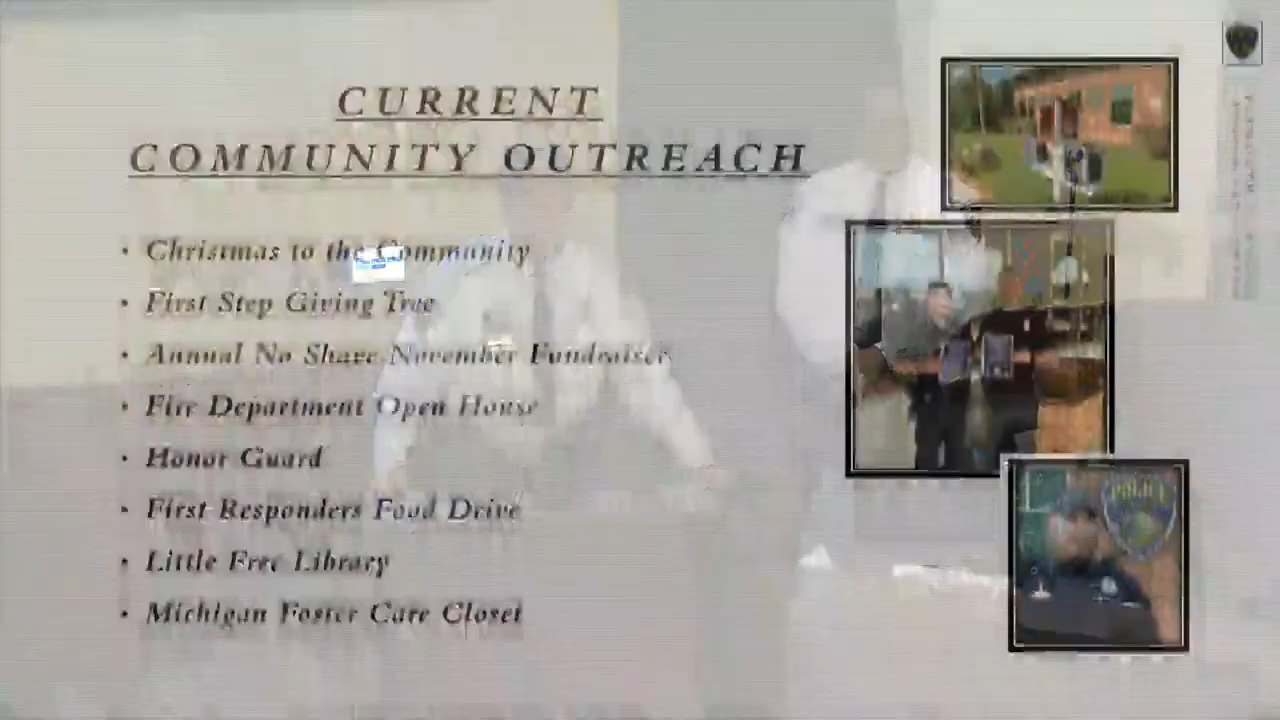 CURRENT
COMMUNITY OUTREACH
• Christmas to the Community
• First Step Giving Tree
• Annual No Shave November Fundraiser
• Fire Department Open House
• Honor Guard
• First Responders Food Drive
• Little Free Library
• Michigan Foster Care Closet
POLICE